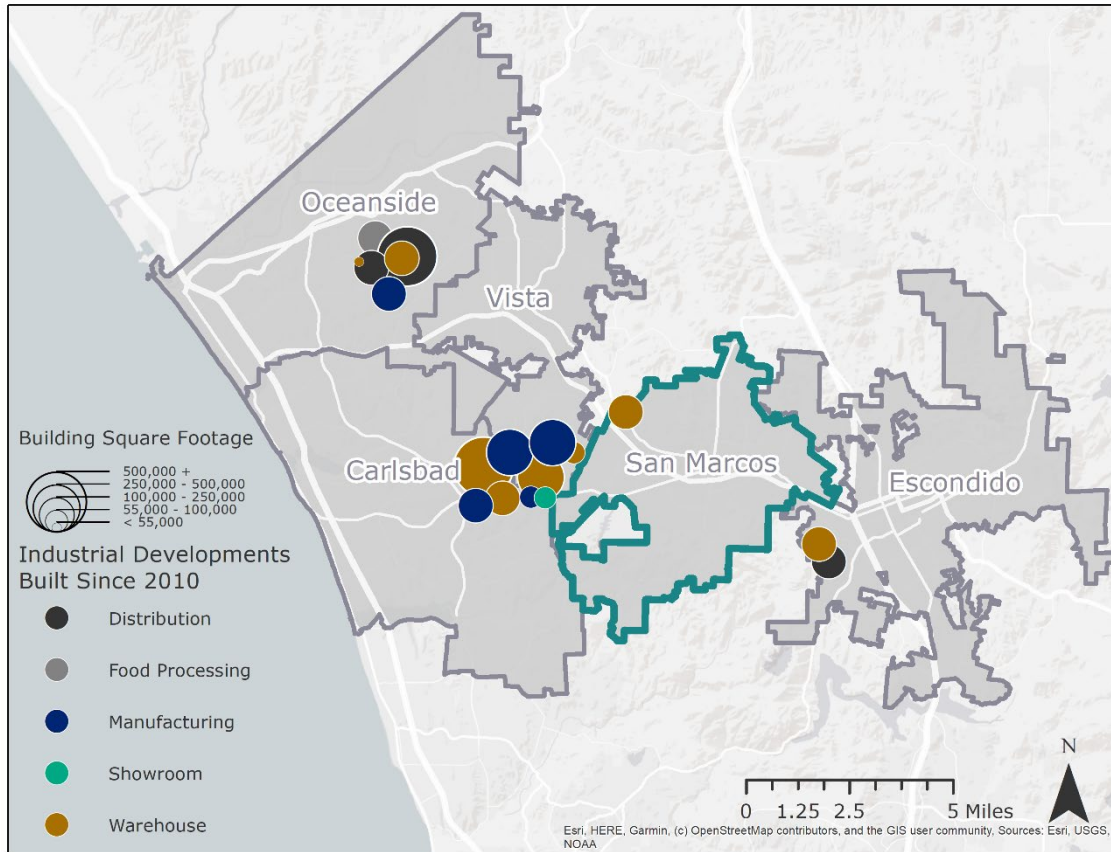 Oceanside
Vista
Carlsbad
San Marcos
Escondido
Building Square Footage
500,000 +
250,000 - 500,000
100,000 - 250,000
55,000 - 100,000
< 55,000
Industrial Developments
Built Since 2010
Distribution
Food Processing
Manufacturing
Showroom
Warehouse
N
0 1.25 2.5 5 Miles
Esri, HERE, Garmin, (c) OpenStreetMap contributors, and the GIS user community, Sources: Esri, USGS,
NOAA